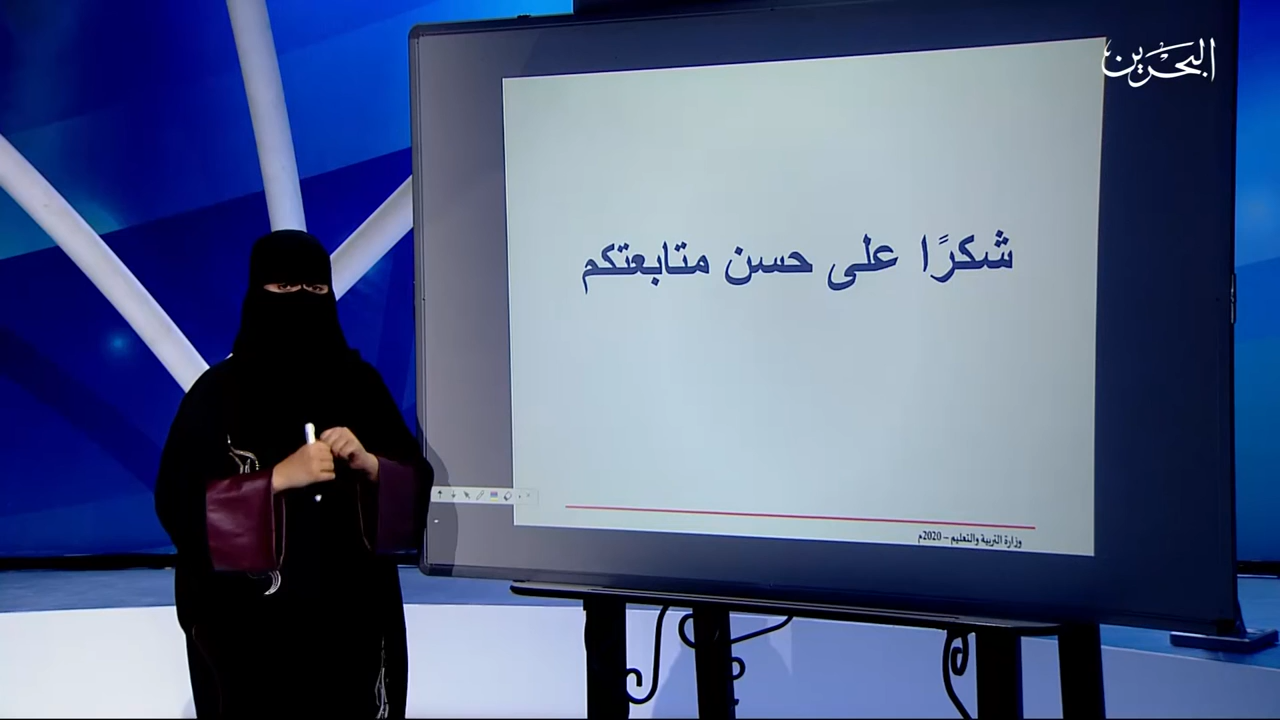 البحرين
شكرًا على حسن متابعتكم
وزارة التربية والتعليم – 2020م